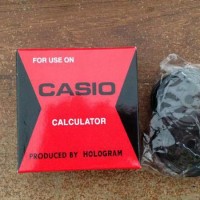 FOR USE ON
CASIO
CALCULATOR
PRODUCED BY HOLOGRAM